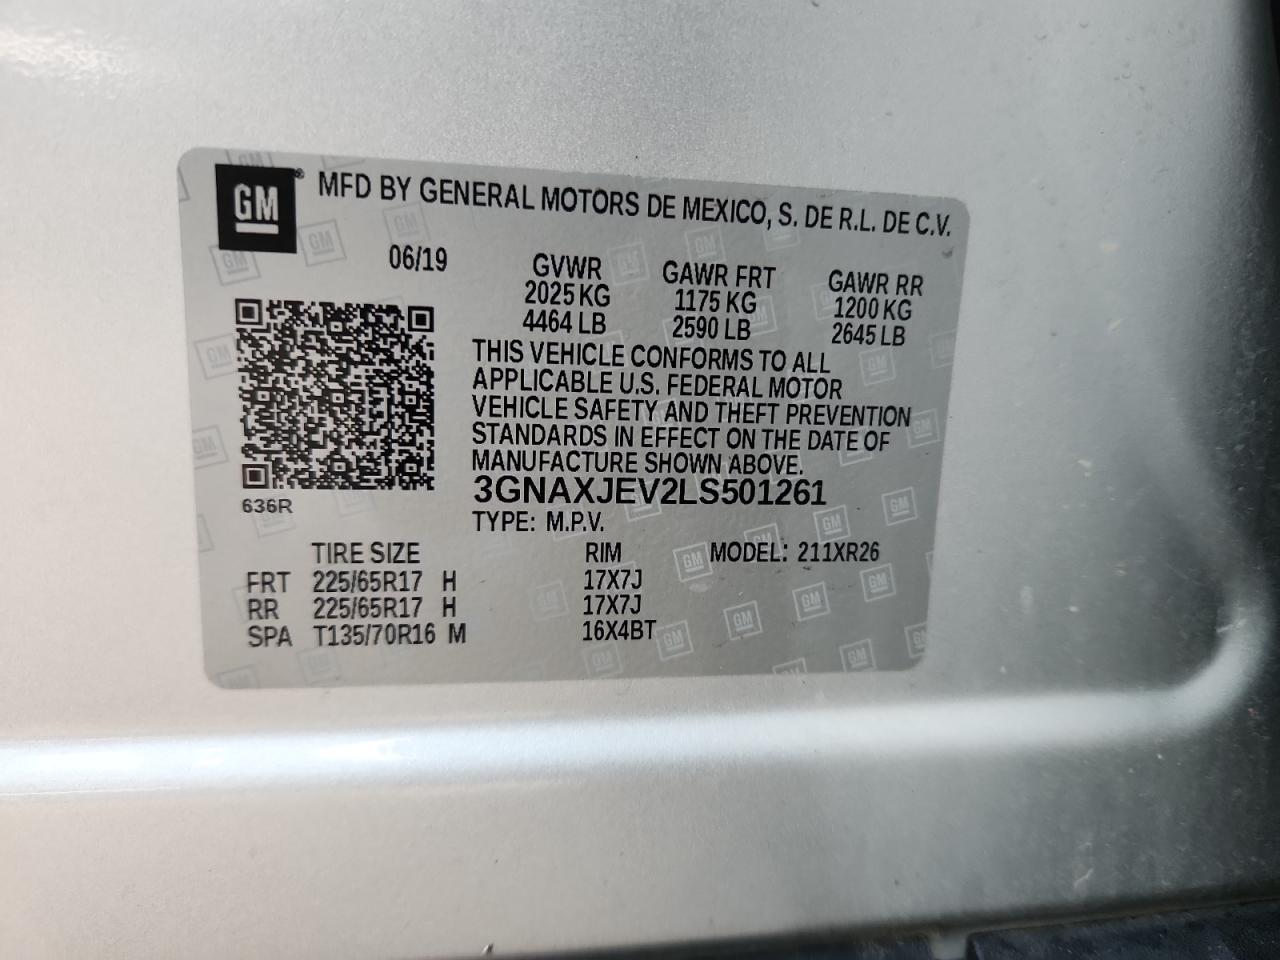 GM® MFD BY GENERAL MOTORS DE MEXICO, S. DE R.L. DE C.V.
06/19 GVWR GAWR FRT GAWR RR
2025 KG 1175 KG 1200 KG
4464 LB 2590 LB 2645 LB
THIS VEHICLE CONFORMS TO ALL
APPLICABLE U.S. FEDERAL MOTOR
VEHICLE SAFETY AND THEFT PREVENTION
STANDARDS IN EFFECT ON THE DATE OF
MANUFACTURE SHOWN ABOVE.
3GNAXJEV2LS501261
636R
TYPE: M.P.V.
TIRE SIZE RIM MODEL: 211XR26
FRT 225/65R17 H 17X7J
RR 225/65R17 H 17X7J
SPA T135/70R16 M 16X4BT